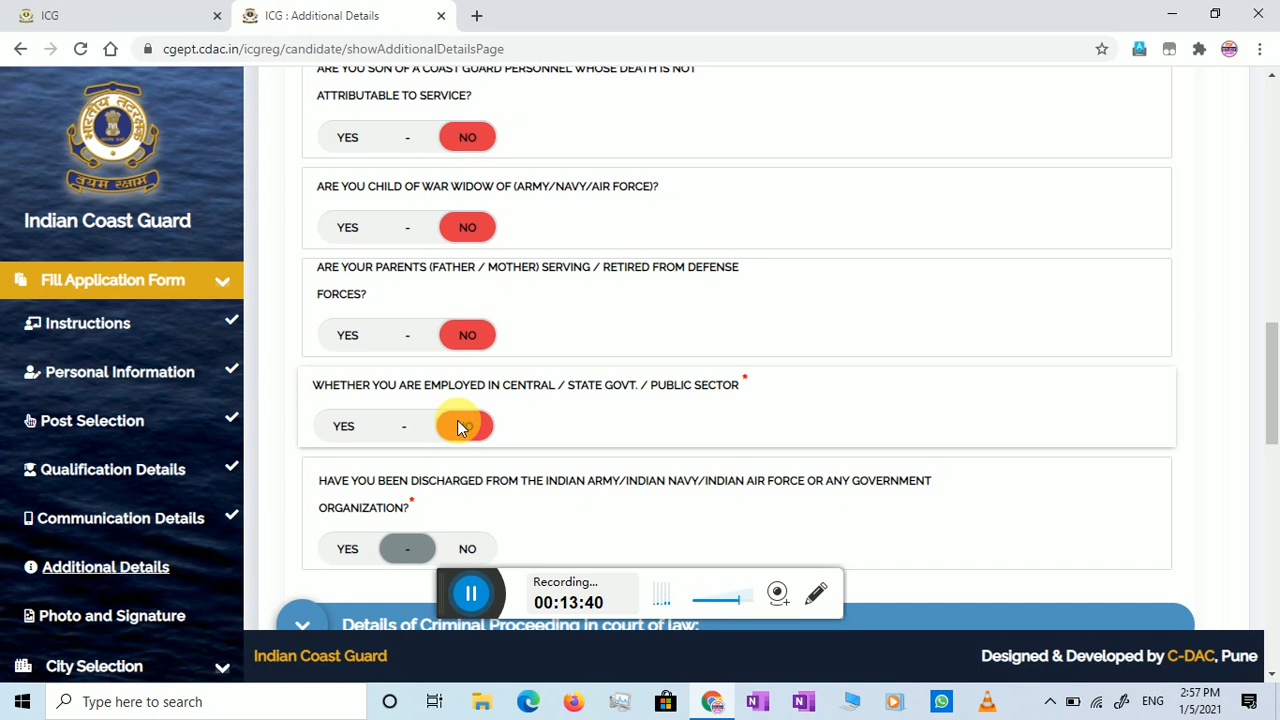 ICG
ICG : Additional Details
cgept.cdac.in/icgreg/candidate/showAdditionalDetailsPage
ARE YOU SON OF A COAST GUARD PERSONNEL WHOSE DEATH IS NOT
ATTRIBUTABLE TO SERVICE?
YES - NO
ARE YOU CHILD OF WAR WIDOW OF (ARMY/NAVY/AIR FORCE)?
YES - NO
ARE YOUR PARENTS (FATHER / MOTHER) SERVING / RETIRED FROM DEFENSE
FORCES?
YES - NO
WHETHER YOU ARE EMPLOYED IN CENTRAL / STATE GOVT. / PUBLIC SECTOR *
YES - NO
HAVE YOU BEEN DISCHARGED FROM THE INDIAN ARMY/INDIAN NAVY/INDIAN AIR FORCE OR ANY GOVERNMENT
ORGANIZATION?*
YES - NO
Details of Criminal Proceeding in court of law:
भारतीय तटरक्षक
वयम रक्षामः
Indian Coast Guard
Fill Application Form
Instructions
Personal Information
Post Selection
Qualification Details
Communication Details
Additional Details
Photo and Signature
City Selection
Recording...
00:13:40
Indian Coast Guard
Designed & Developed by C-DAC, Pune
Type here to search
ENG
2:57 PM
1/5/2021